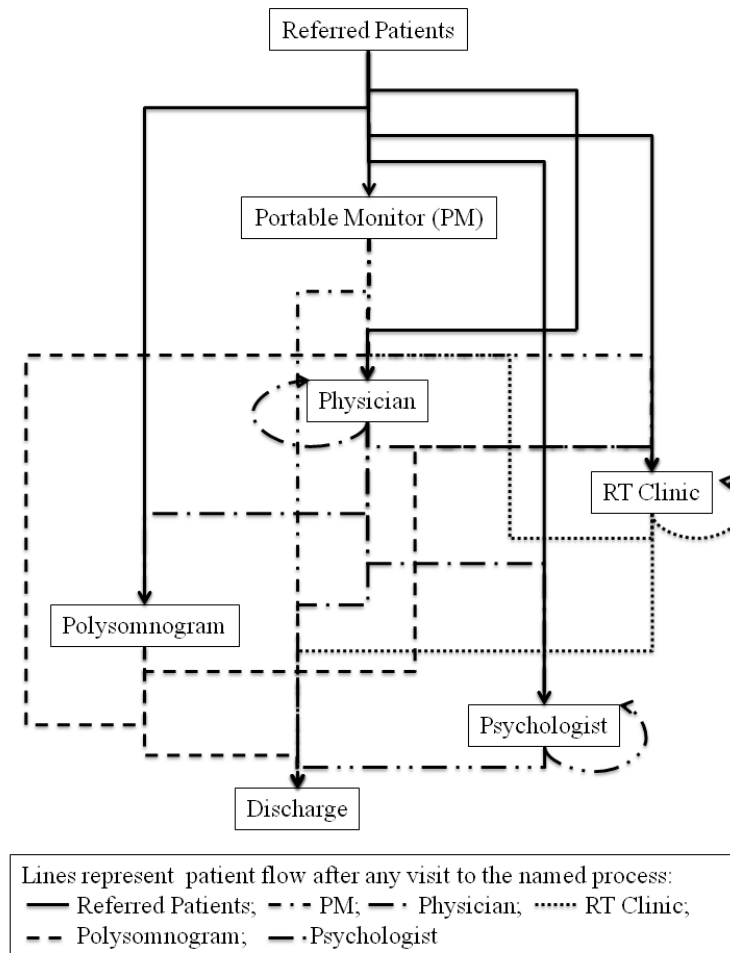 Referred Patients
Portable Monitor (PM)
Physician
RT Clinic
Polysomnogram
Psychologist
Discharge
Lines represent patient flow after any visit to the named process:
Referred Patients; PM; Physician; RT Clinic;
Polysomnogram; Psychologist